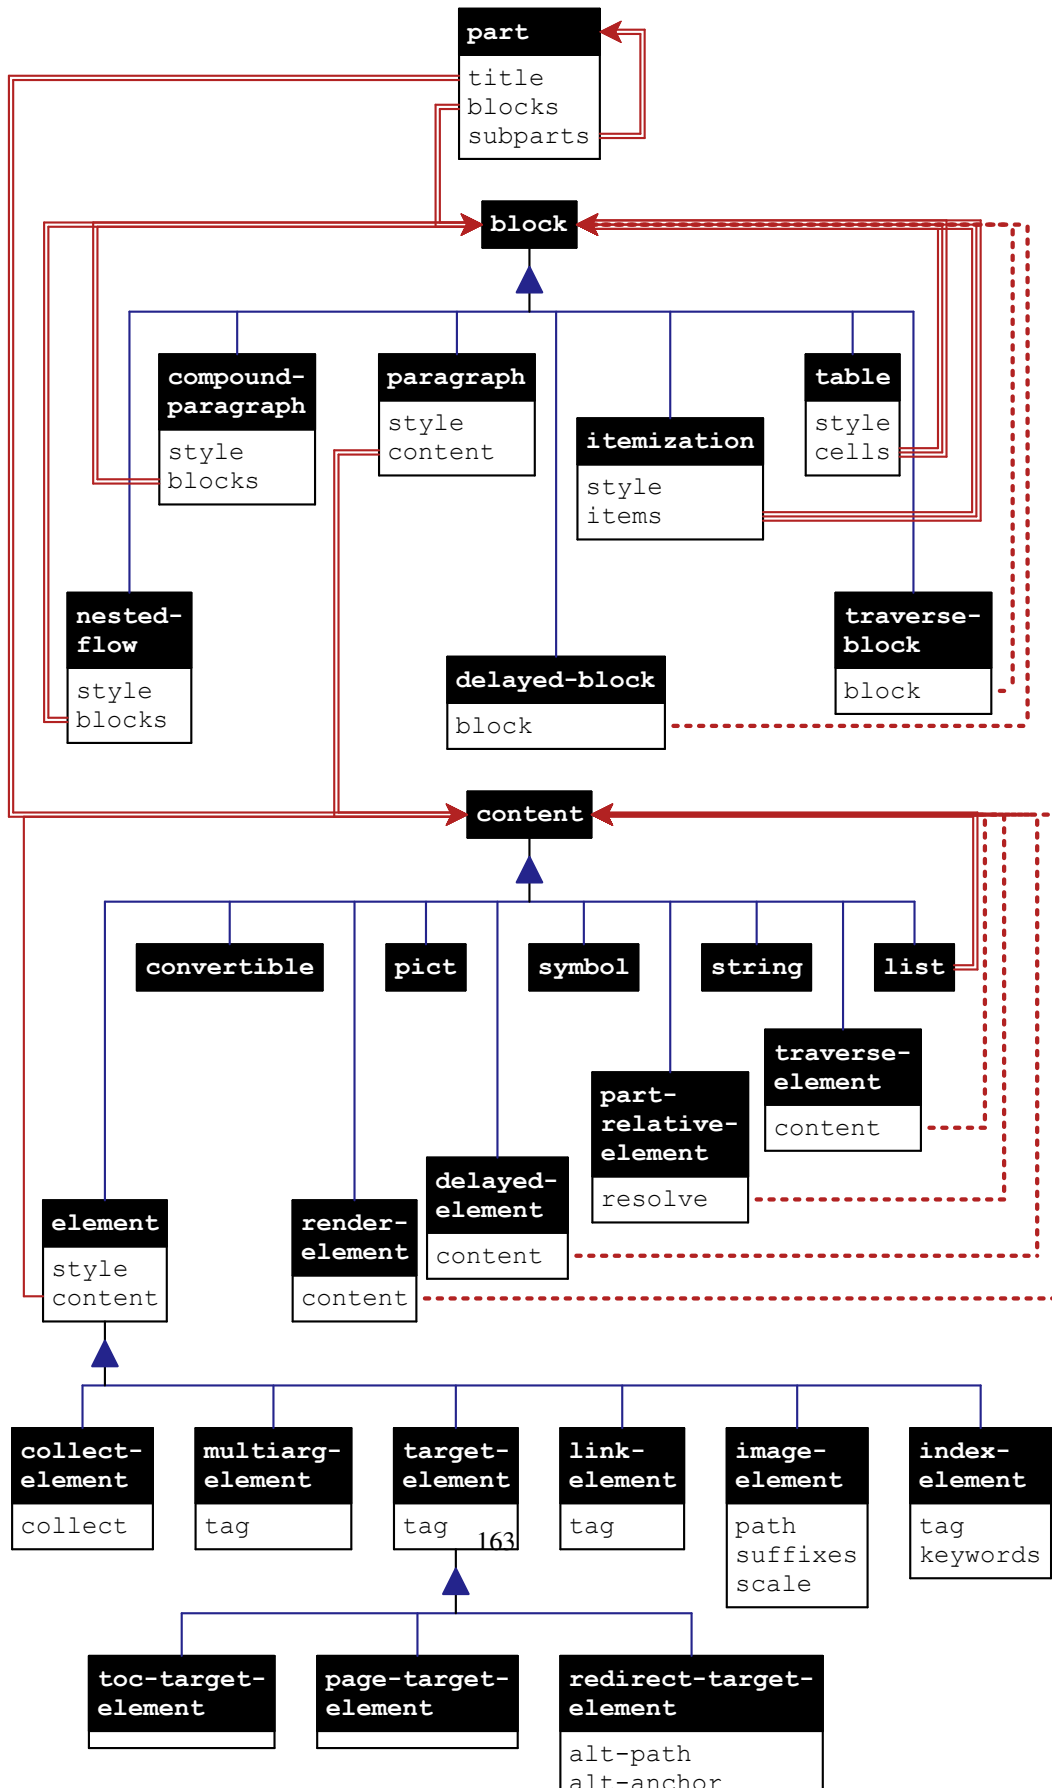 part
title
blocks
subparts
block
compound-
paragraph
style
blocks
paragraph
style
content
itemization
style
items
table
style
cells
nested-
flow
style
blocks
delayed-block
block
traverse-
block
block
content
convertible
pict
symbol
string
list
traverse-
element
content
part-
relative-
element
resolve
delayed-
element
content
render-
element
content
element
style
content
collect-
element
collect
multiarg-
element
tag
target-
element
tag
163
link-
element
tag
image-
element
path
suffixes
scale
index-
element
tag
keywords
toc-target-
element
page-target-
element
redirect-target-
element
alt-path
alt-anchor